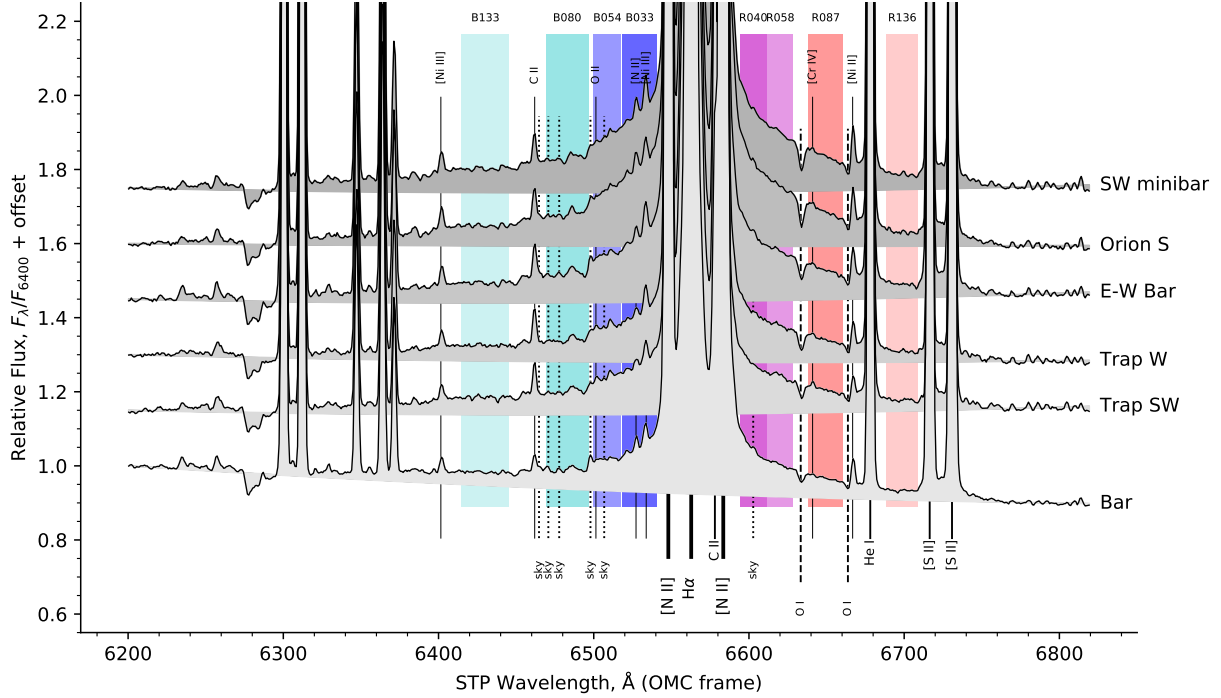 B133 B080 B054 B033 R040 R058 R087 R136
[Ni III] C II O II [N II] [Ni III] [Cr IV] [Ni II]
2.2
2.0
1.8
1.6
1.4
1.2
1.0
0.8
0.6
Relative Flux, Fλ/F6400 + offset
SW minibar
Orion S
E-W Bar
Trap W
Trap SW
Bar
sky sky sky sky sky sky
[N II] Hα C II [N II] O I O I He I [S II] [S II]
6200 6300 6400 6500 6600 6700 6800
STP Wavelength, Å (OMC frame)